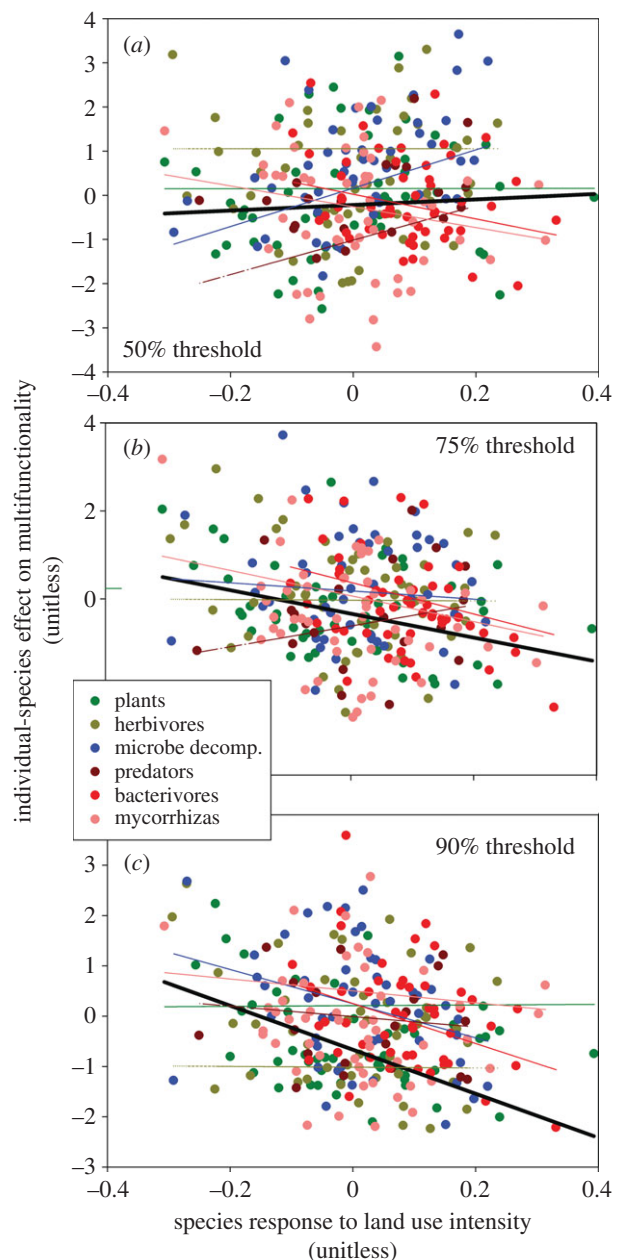 individual-species effect on multifunctionality
(unitless)
4
(a)
3
2
1
0
–1
–2
–3
50% threshold
–4
–0.4
–0.2
0
0.2
0.4
4
(b)
75% threshold
2
0
plants
herbivores
microbe decomp.
predators
bacterivores
mycorrhizas
(c)
90% threshold
3
2
1
0
–1
–2
–3
–0.4
–0.2
0
0.2
0.4
species response to land use intensity
(unitless)